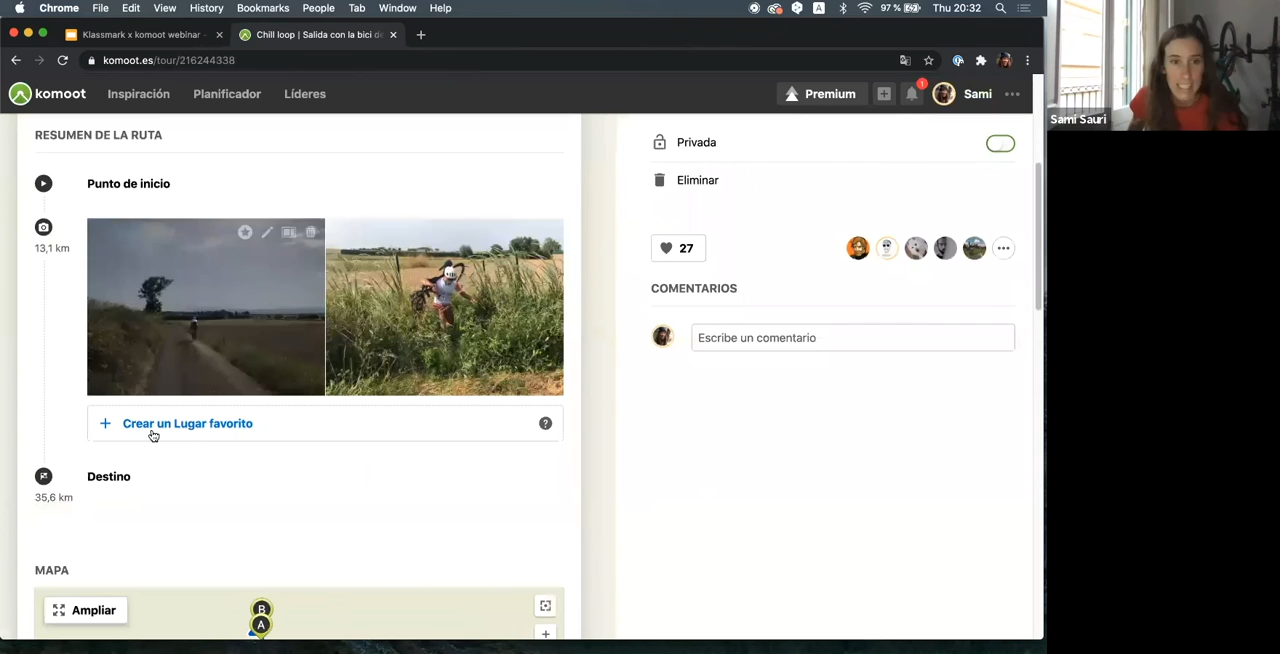 Chrome File Edit View History Bookmarks People Tab Window Help
97 % Thu 20:32
Klassmark x komoot webinar
Chill loop | Salida con la bici de
komoot.es/tour/216244338
komoot Inspiración Planificador Líderes
Premium 1 Sami
Sami Sauri
RESUMEN DE LA RUTA
Punto de inicio
13,1 km
Crear un Lugar favorito
Destino
35,6 km
MAPA
Ampliar
B
A
Privada
Eliminar
27
COMENTARIOS
Escribe un comentario